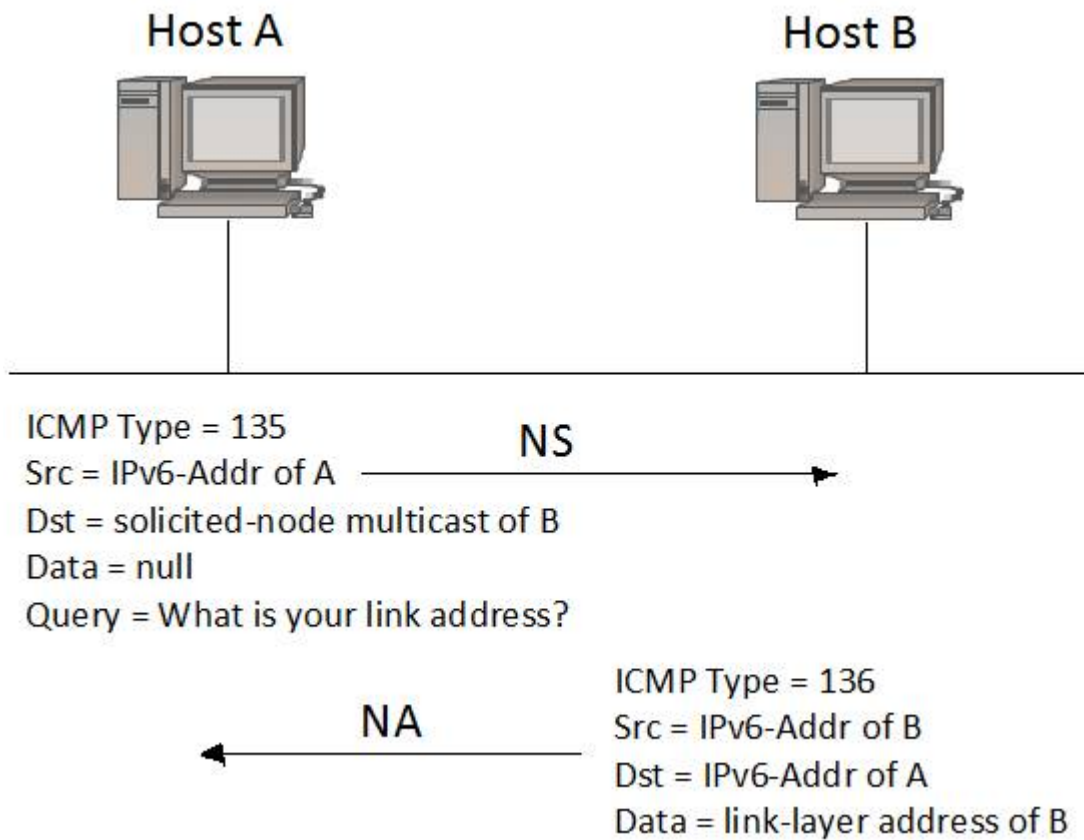 Host A
Host B
ICMP Type = 135
NS
Src = IPv6-Addr of A
Dst = solicited-node multicast of B
Data = null
Query = What is your link address?
ICMP Type = 136
NA
Src = IPv6-Addr of B
Dst = IPv6-Addr of A
Data = link-layer address of B